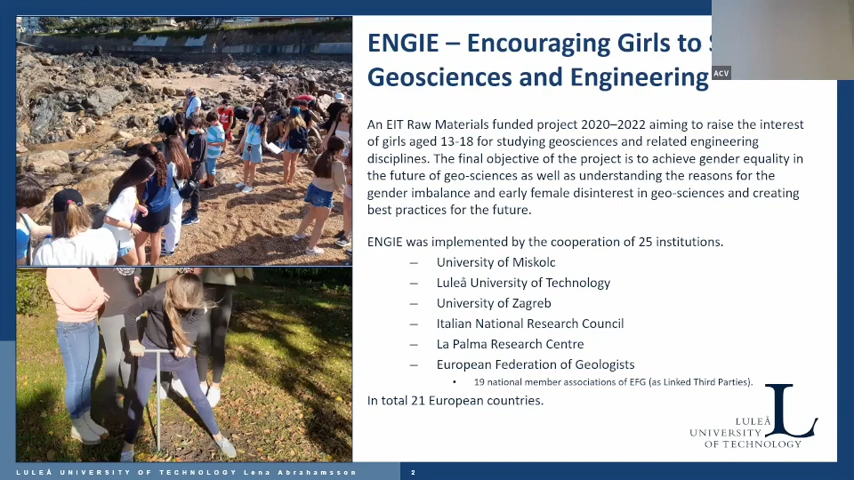 ENGIE – Encouraging Girls to
Geosciences and Engineering
ACV
An EIT Raw Materials funded project 2020–2022 aiming to raise the interest
of girls aged 13-18 for studying geosciences and related engineering
disciplines. The final objective of the project is to achieve gender equality in
the future of geo-sciences as well as understanding the reasons for the
gender imbalance and early female disinterest in geo-sciences and creating
best practices for the future.
ENGIE was implemented by the cooperation of 25 institutions.
– University of Miskolc
– Luleå University of Technology
– University of Zagreb
– Italian National Research Council
– La Palma Research Centre
– European Federation of Geologists
• 19 national member associations of EFG (as Linked Third Parties).
In total 21 European countries.
LULEÅ
UNIVERSITY
OF TECHNOLOGY
L
LULEÅ UNIVERSITY OF TECHNOLOGY Lena Abrahamsson
2